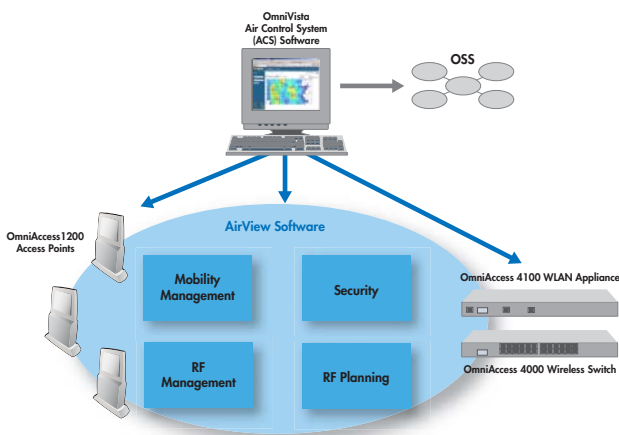 OmniVista
Air Control System
(ACS) Software
OSS
AirView Software
OmniAccess1200
Access Points
Mobility
Management
Security
OmniAccess 4100 WLAN Appliance
RF
Management
RF Planning
OmniAccess 4000 Wireless Switch